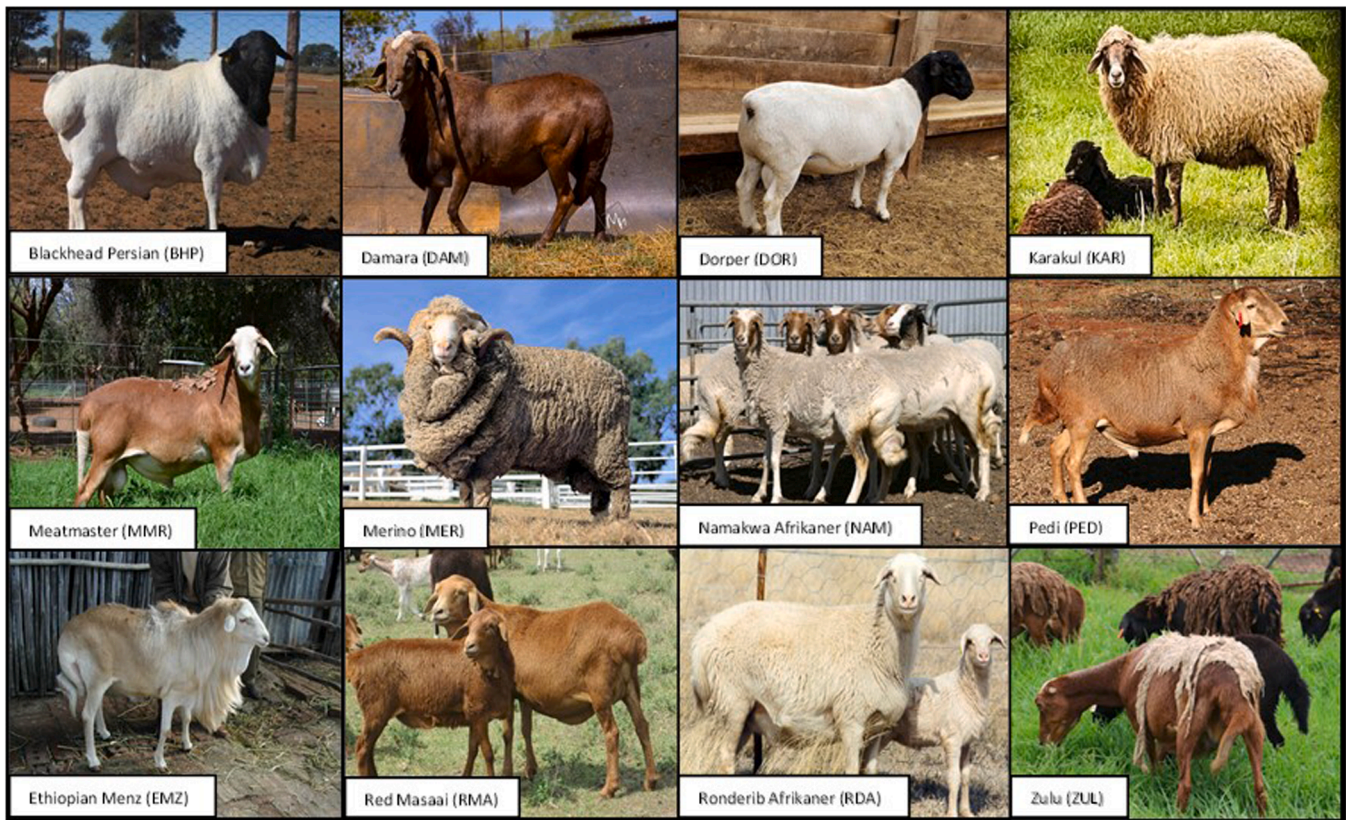 Blackhead Persian (BHP)
Damara (DAM)
Dorper (DOR)
Karakul (KAR)
Meatmaster (MMR)
Merino (MER)
Namakwa Afrikaner (NAM)
Pedi (PED)
Ethiopian Menz (EMZ)
Red Masaai (RMA)
Ronderib Afrikaner (RDA)
Zulu (ZUL)